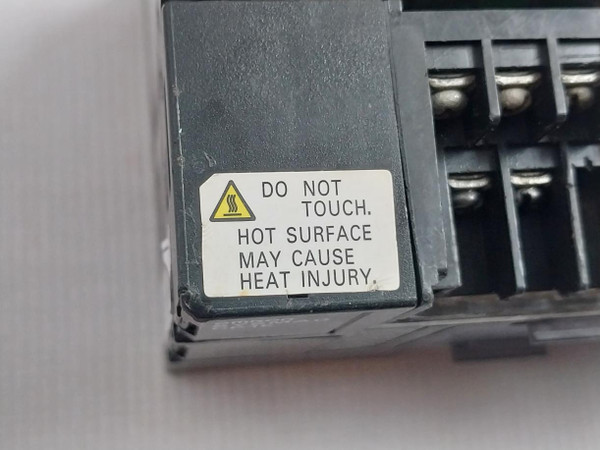 DO NOT
TOUCH.
HOT SURFACE
MAY CAUSE
HEAT INJURY.